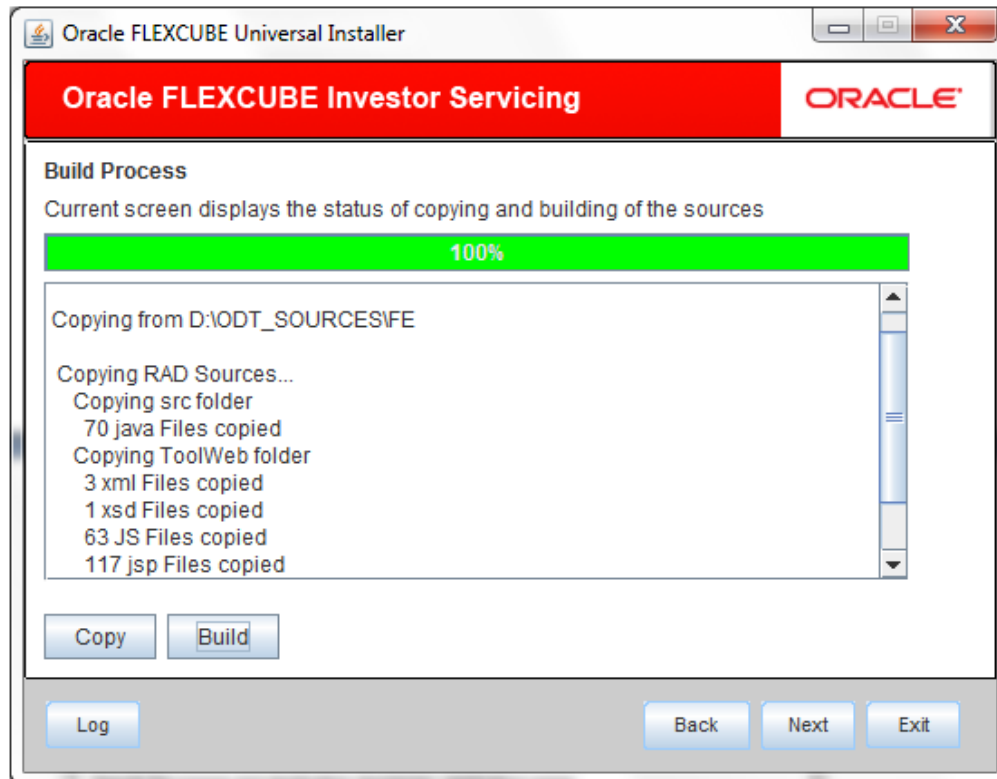 Oracle FLEXCUBE Universal Installer
Oracle FLEXCUBE Investor Servicing
ORACLE
Build Process
Current screen displays the status of copying and building of the sources
100%
Copying from D:\ODT_SOURCES\FE
Copying RAD Sources...
Copying src folder
70 java Files copied
Copying ToolWeb folder
3 xml Files copied
1 xsd Files copied
63 JS Files copied
117 jsp Files copied
Copy Build
Log Back Next Exit